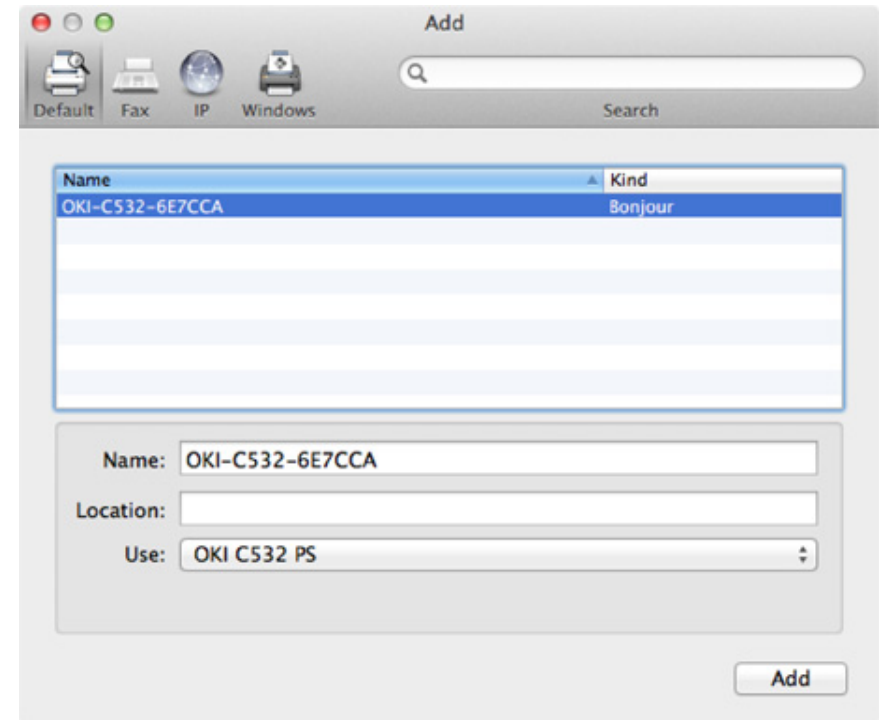 Add
Default Fax IP Windows Search
Name Kind
OKI-C532-6E7CCA Bonjour
Name: OKI-C532-6E7CCA
Location:
Use: OKI C532 PS
Add